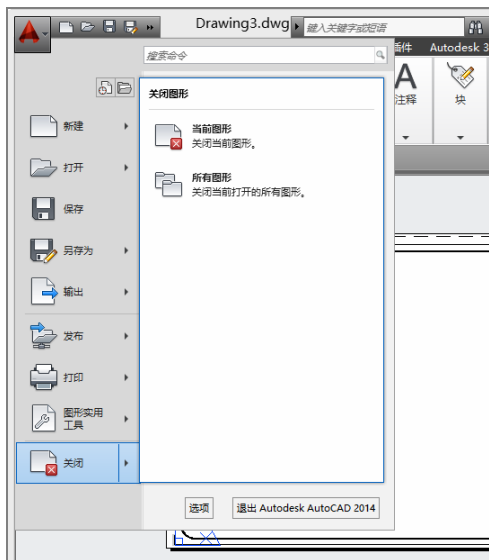 Drawing3.dwg
键入关键字或短语
Autodesk 3
搜索命令
A
注释
块
关闭图形
新建
打开
保存
另存为
输出
发布
打印
图形实用
工具
关闭
当前图形
关闭当前图形。
所有图形
关闭当前打开的所有图形。
选项
退出 Autodesk AutoCAD 2014